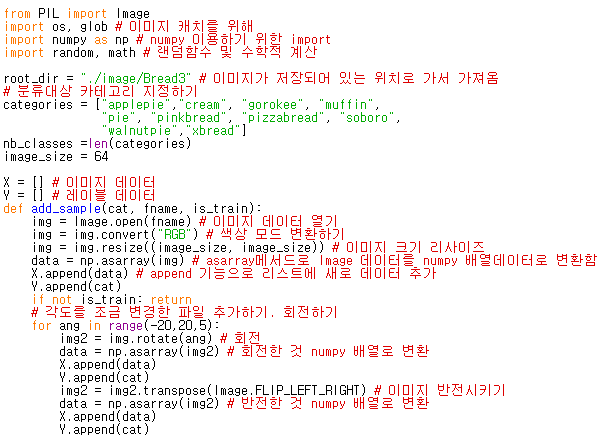 from PIL import Image
import os, glob # 이미지 캐치를 위해
import numpy as np # numpy 이용하기 위한 import
import random, math # 랜덤함수 및 수학적 계산
root_dir = "./image/Bread3" # 이미지가 저장되어 있는 위치로 가서 가져옴
# 분류대상 카테고리 지정하기
categories = ["applepie","cream", "gorokee", "muffin",
"pie", "pinkbread", "pizzabread", "soboro",
"walnutpie","xbread"]
nb_classes =len(categories)
image_size = 64
X = [] # 이미지 데이터
Y = [] # 레이블 데이터
def add_sample(cat, fname, is_train):
img = Image.open(fname) # 이미지 데이터 열기
img = img.convert("RGB") # 색상 모드 변환하기
img = img.resize((image_size, image_size)) # 이미지 크기 리사이즈
data = np.asarray(img) # asarray메서드로 Image 데이터를 numpy 배열데이터로 변환함
X.append(data) # append 기능으로 리스트에 새로 데이터 추가
Y.append(cat)
if not is_train: return
# 각도를 조금 변경한 파일 추가하기. 회전하기
for ang in range(-20,20,5):
img2 = img.rotate(ang) # 회전
data = np.asarray(img2) # 회전한 것 numpy 배열로 변환
X.append(data)
Y.append(cat)
img2 = img2.transpose(Image.FLIP_LEFT_RIGHT) # 이미지 반전시키기
data = np.asarray(img2) # 반전한 것 numpy 배열로 변환
X.append(data)
Y.append(cat)